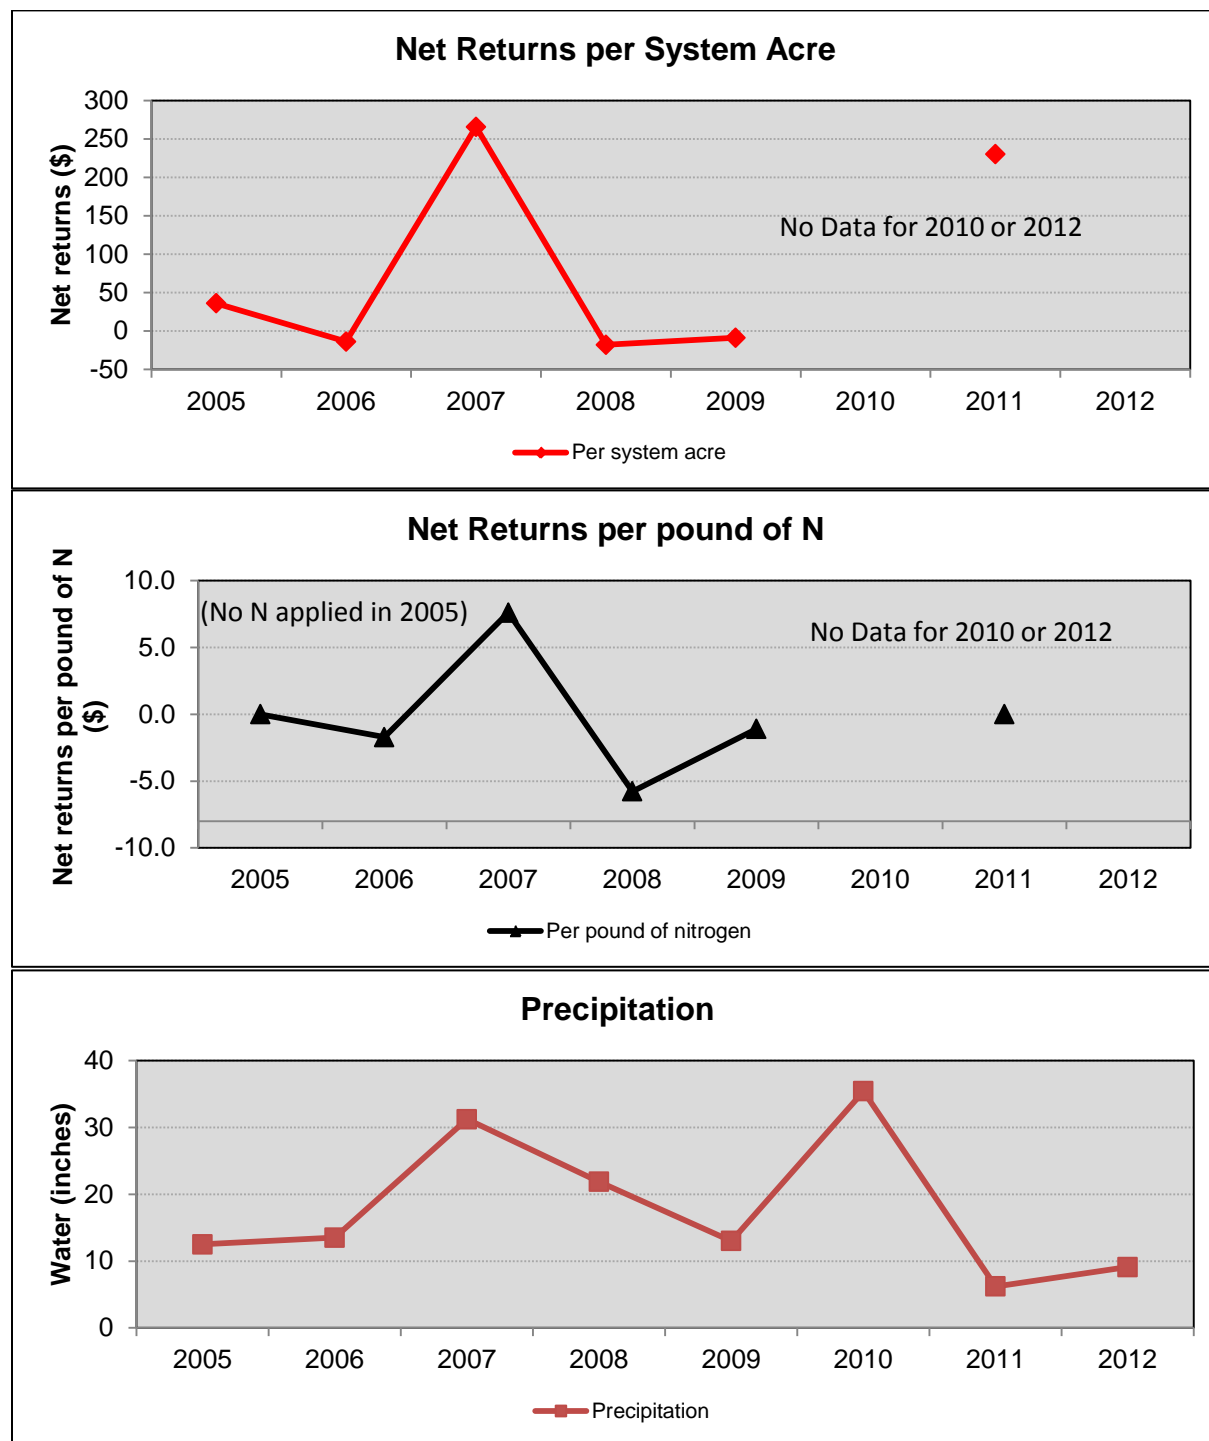 Net Returns per System Acre
Net returns ($)
300
250
200
150
100
50
0
-50
No Data for 2010 or 2012
2005 2006 2007 2008 2009 2010 2011 2012
Per system acre
Net Returns per pound of N
Net returns per pound of N
($)
10.0
5.0
0.0
-5.0
-10.0
(No N applied in 2005)
No Data for 2010 or 2012
2005 2006 2007 2008 2009 2010 2011 2012
Per pound of nitrogen
Precipitation
Water (inches)
40
30
20
10
0
2005 2006 2007 2008 2009 2010 2011 2012
Precipitation